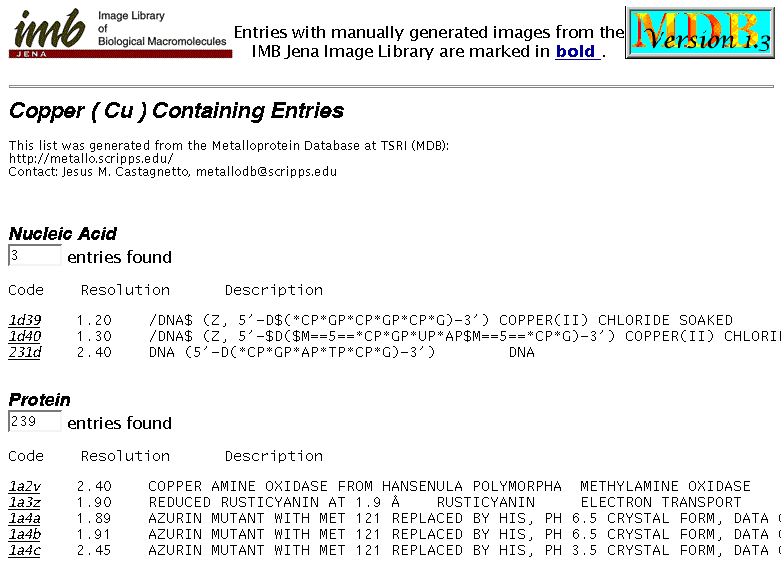 imb
JENA
Image Library
of
Biological Macromolecules
Entries with manually generated images from the
IMB Jena Image Library are marked in bold .
MDB
Version 1.3
Copper ( Cu ) Containing Entries
This list was generated from the Metalloprotein Database at TSRI (MDB):
http://metallo.scripps.edu/
Contact: Jesus M. Castagnetto, metallodb@scripps.edu
Nucleic Acid
3 entries found
Code Resolution Description
1d39 1.20 /DNA$ (Z, 5'-D$(*CP*GP*CP*GP*CP*G)-3') COPPER(II) CHLORIDE SOAKED
1d40 1.30 /DNA$ (Z, 5'-$D($M==5==*CP*GP*UP*AP$M==5==*CP*G)-3') COPPER(II) CHLORI
231d 2.40 DNA (5'-D(*CP*GP*AP*TP*CP*G)-3') DNA
Protein
239 entries found
Code Resolution Description
1a2v 2.40 COPPER AMINE OXIDASE FROM HANSENULA POLYMORPHA METHYLAMINE OXIDASE
1a3z 1.90 REDUCED RUSTICYANIN AT 1.9 Å RUSTICYANIN ELECTRON TRANSPORT
1a4a 1.89 AZURIN MUTANT WITH MET 121 REPLACED BY HIS, PH 6.5 CRYSTAL FORM, DATA
1a4b 1.91 AZURIN MUTANT WITH MET 121 REPLACED BY HIS, PH 6.5 CRYSTAL FORM, DATA
1a4c 2.45 AZURIN MUTANT WITH MET 121 REPLACED BY HIS, PH 3.5 CRYSTAL FORM, DATA